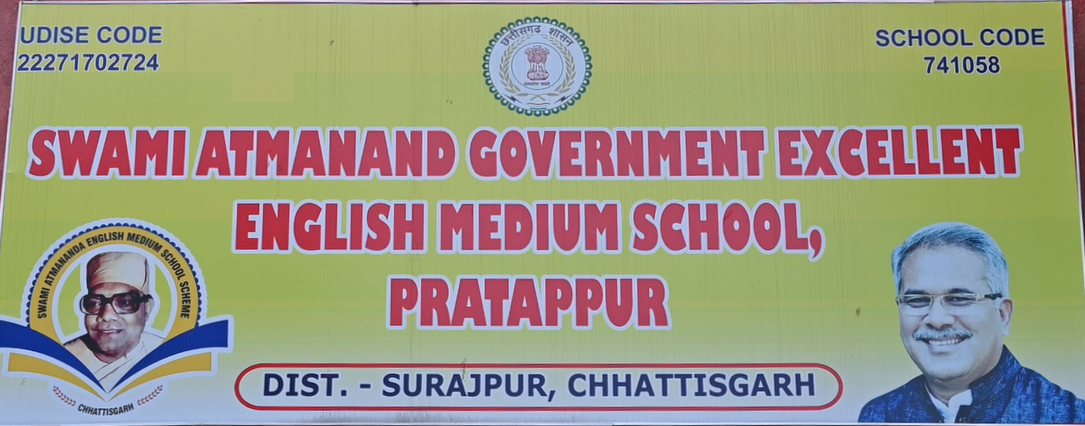 UDISE CODE
22271702724
छत्तीसगढ़ शासन
SCHOOL CODE
741058
SWAMI ATMANAND GOVERNMENT EXCELLENT
ENGLISH MEDIUM SCHOOL,
PRATAPPUR
SWAMI ATMANANDA ENGLISH MEDIUM SCHOOL SCHEME
CHHATTISGARH
DIST. - SURAJPUR, CHHATTISGARH